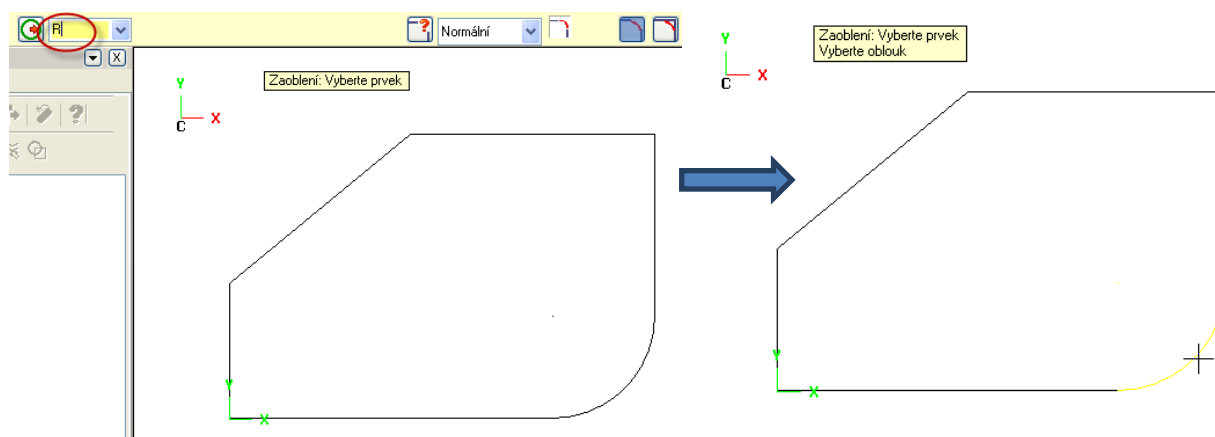 R
Normální
Zaoblení: Vyberte prvek
Y
X
C
Y
X
Zaoblení: Vyberte prvek
Vyberte oblouk
Y
X
C
Y
X